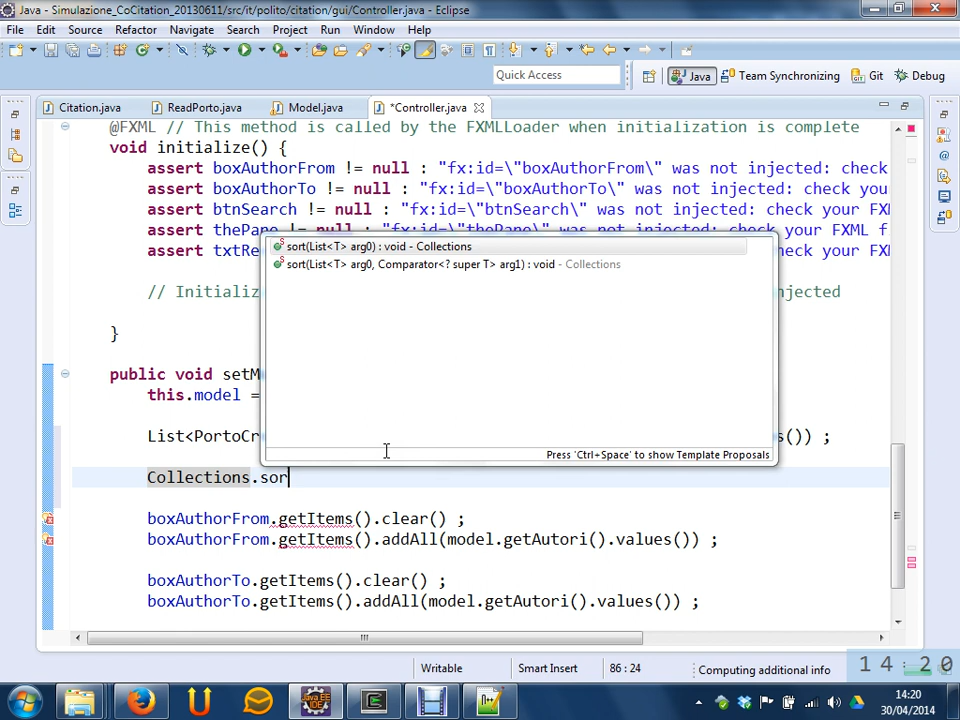 Java - Simulazione_CoCitation_20130611/src/it/polito/citation/gui/Controller.java - Eclipse
File Edit Source Refactor Navigate Search Project Run Window Help
Quick Access
Java Team Synchronizing Git Debug
Citation.java ReadPorto.java Model.java *Controller.java
@FXML // This method is called by the FXMLLoader when initialization is complete
void initialize() {
assert boxAuthorFrom != null : "fx:id=\"boxAuthorFrom\" was not injected: check
assert boxAuthorTo != null : "fx:id=\"boxAuthorTo\" was not injected: check your
assert btnSearch != null : "fx:id=\"btnSearch\" was not injected: check your FXM
assert thePane != null : "fx:id=\"thePane\" was not injected: check your FXML f
assert txtRe njected: check your FXM
sort(List<T> arg0) : void - Collections
sort(List<T> arg0, Comparator<? super T> arg1) : void - Collections
// Initializ njected
}
public void setM
this.model =
List<PortoCr s()) ;
Press 'Ctrl+Space' to show Template Proposals
Collections.sor
boxAuthorFrom.getItems().clear() ;
boxAuthorFrom.getItems().addAll(model.getAutori().values()) ;
boxAuthorTo.getItems().clear() ;
boxAuthorTo.getItems().addAll(model.getAutori().values()) ;
Writable Smart Insert 86 : 24 Computing additional info
14:20
14:20
30/04/2014